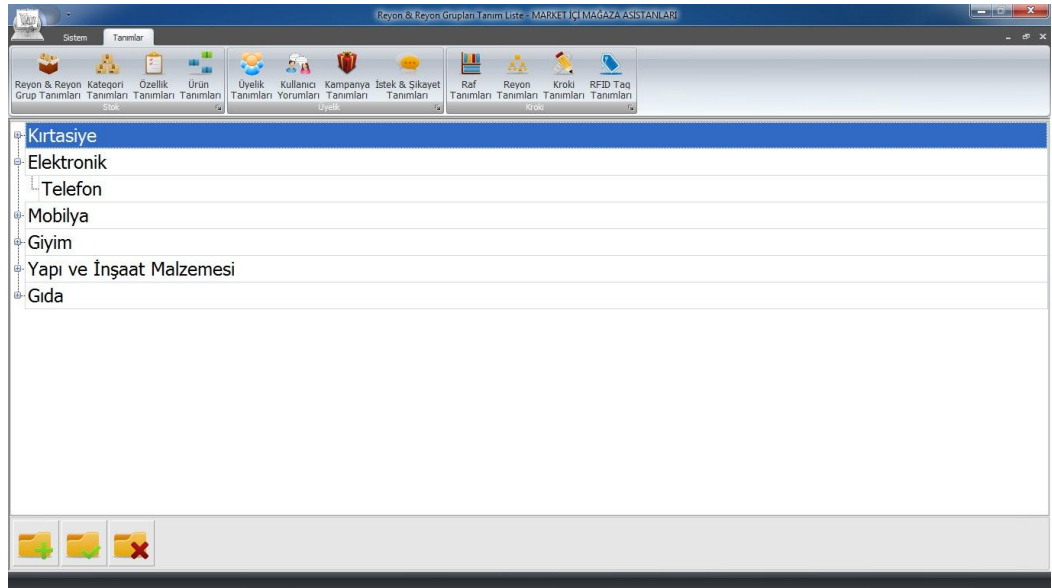 Reyon & Reyon Grupları Tanım Liste - MARKET İÇİ MAĞAZA ASİSTANLARI
Sistem Tanımlar
Reyon & Reyon Kategori Özellik Ürün Üyelik Kullanıcı Kampanya İstek & Şikayet Raf Reyon Kroki RFID Tag
Grup Tanımları Tanımları Tanımları Tanımları Tanımları Yorumları Tanımları Tanımları Tanımları Tanımları Tanımları Tanımları
Stok Üyelik Kroki
Kırtasiye
Elektronik
Telefon
Mobilya
Giyim
Yapı ve İnşaat Malzemesi
Gıda